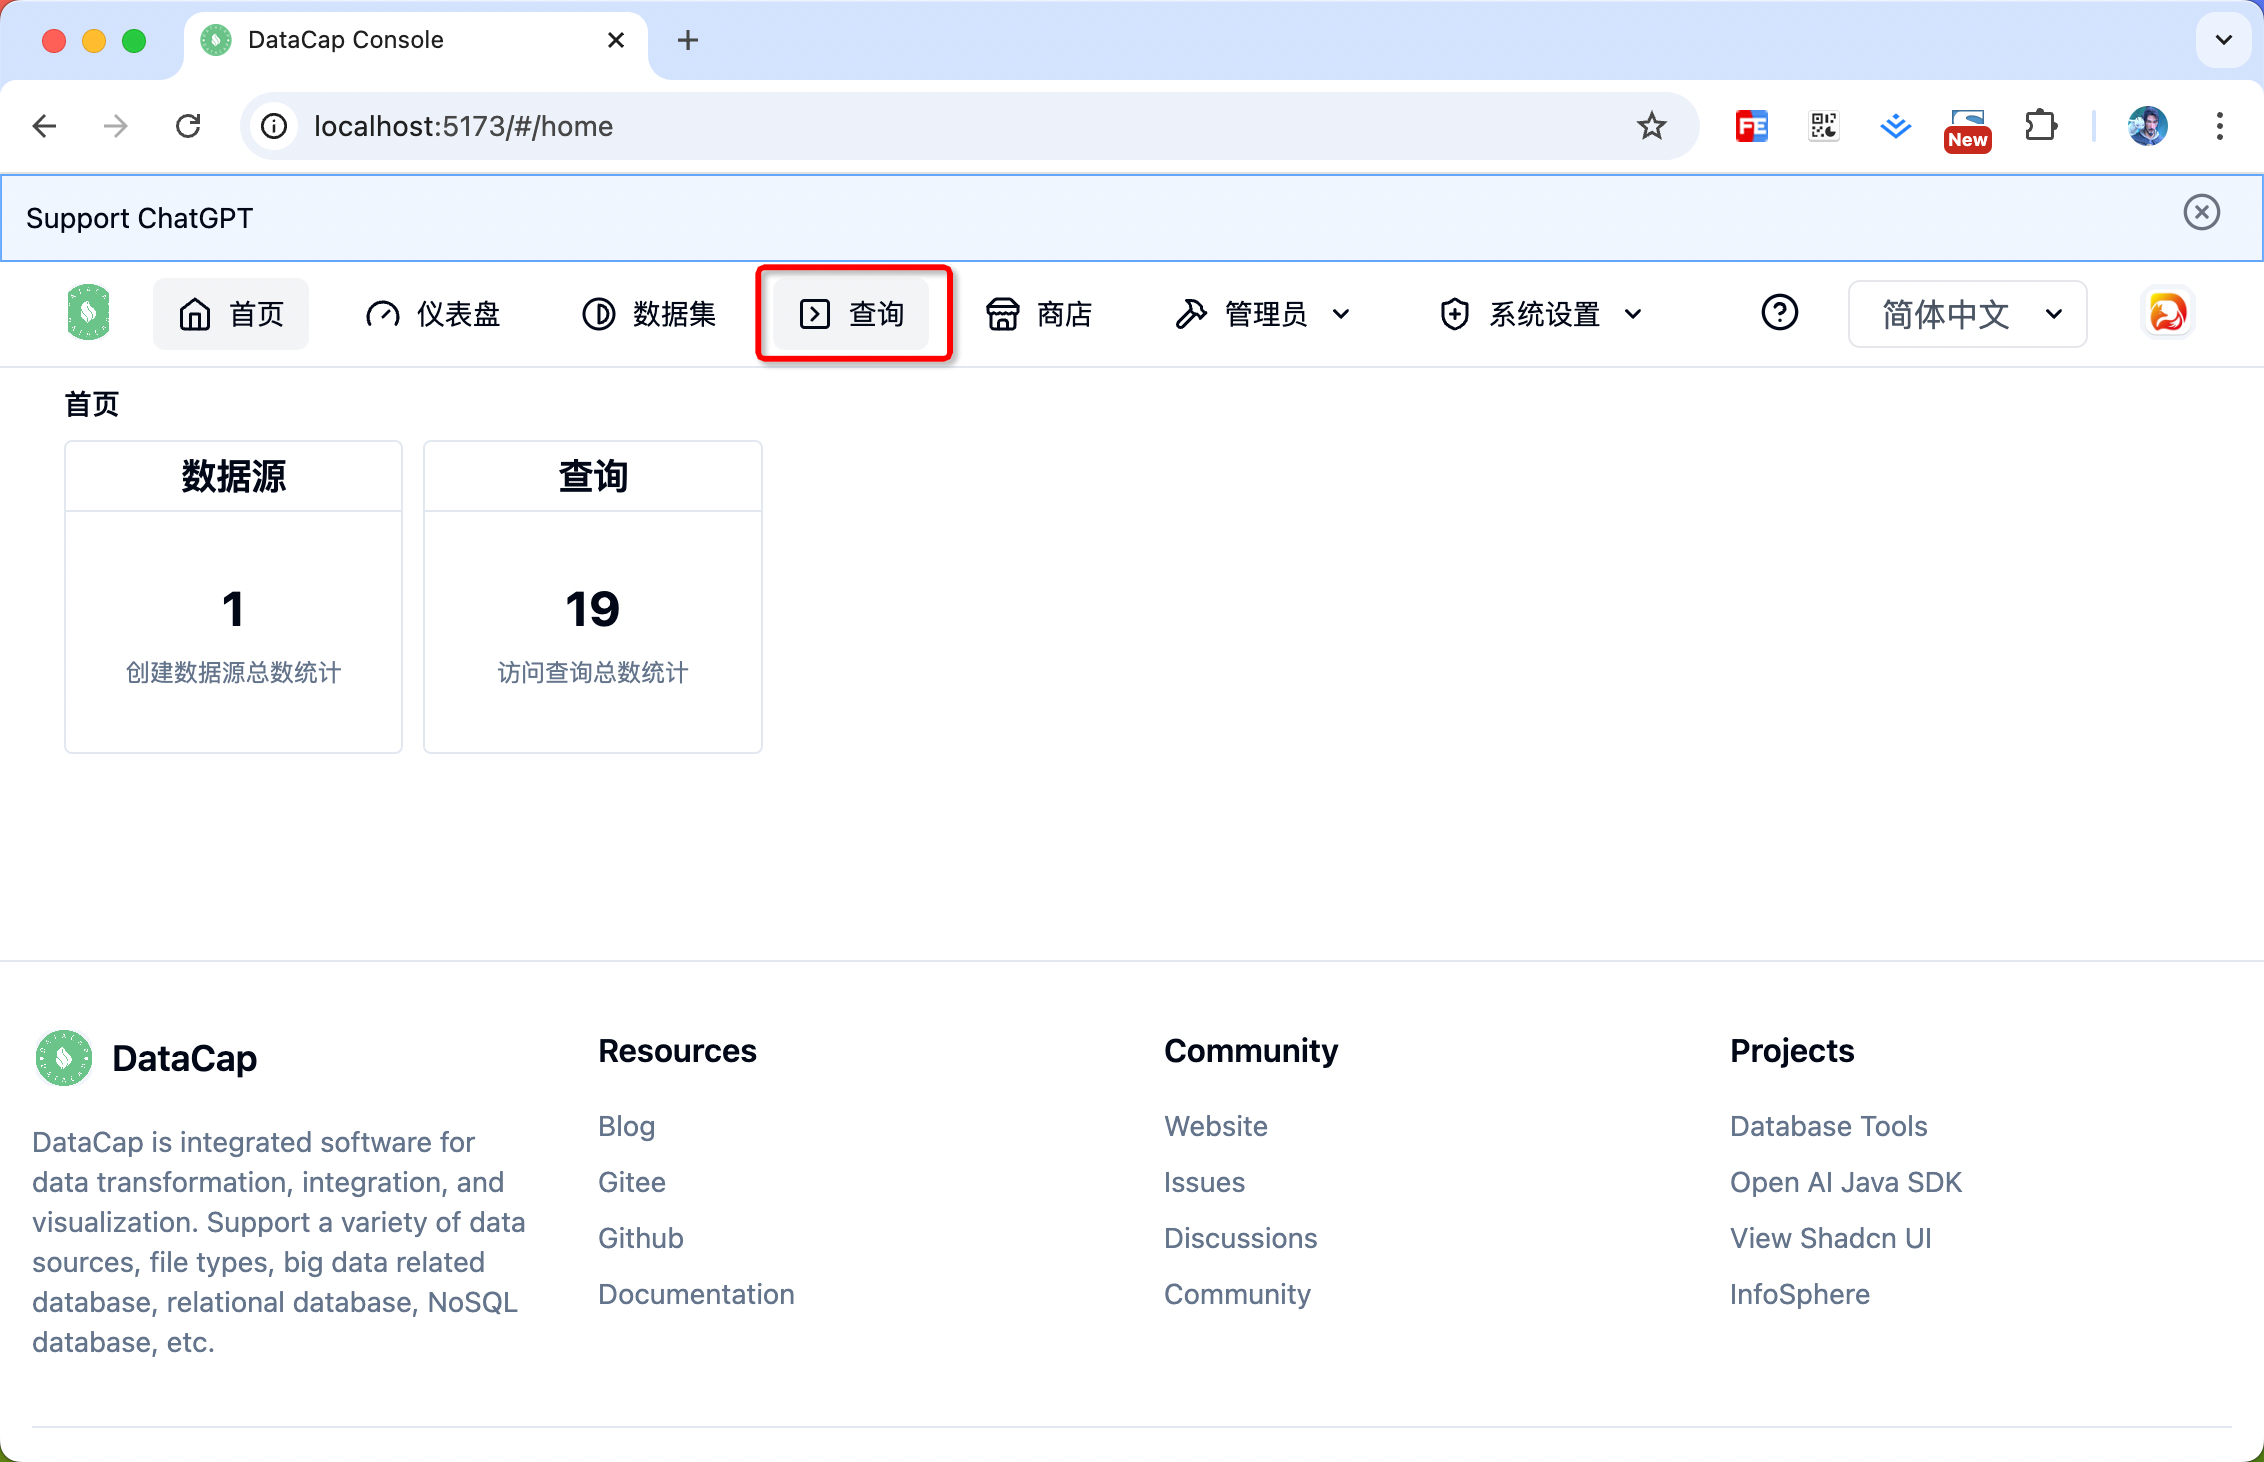 DataCap Console
localhost:5173/#/home
New
Support ChatGPT
首页 仪表盘 数据集 查询 商店 管理员 系统设置 简体中文
首页
数据源
1
创建数据源总数统计
查询
19
访问查询总数统计
DataCap
DataCap is integrated software for
data transformation, integration, and
visualization. Support a variety of data
sources, file types, big data related
database, relational database, NoSQL
database, etc.
Resources
Blog
Gitee
Github
Documentation
Community
Website
Issues
Discussions
Community
Projects
Database Tools
Open AI Java SDK
View Shadcn UI
InfoSphere